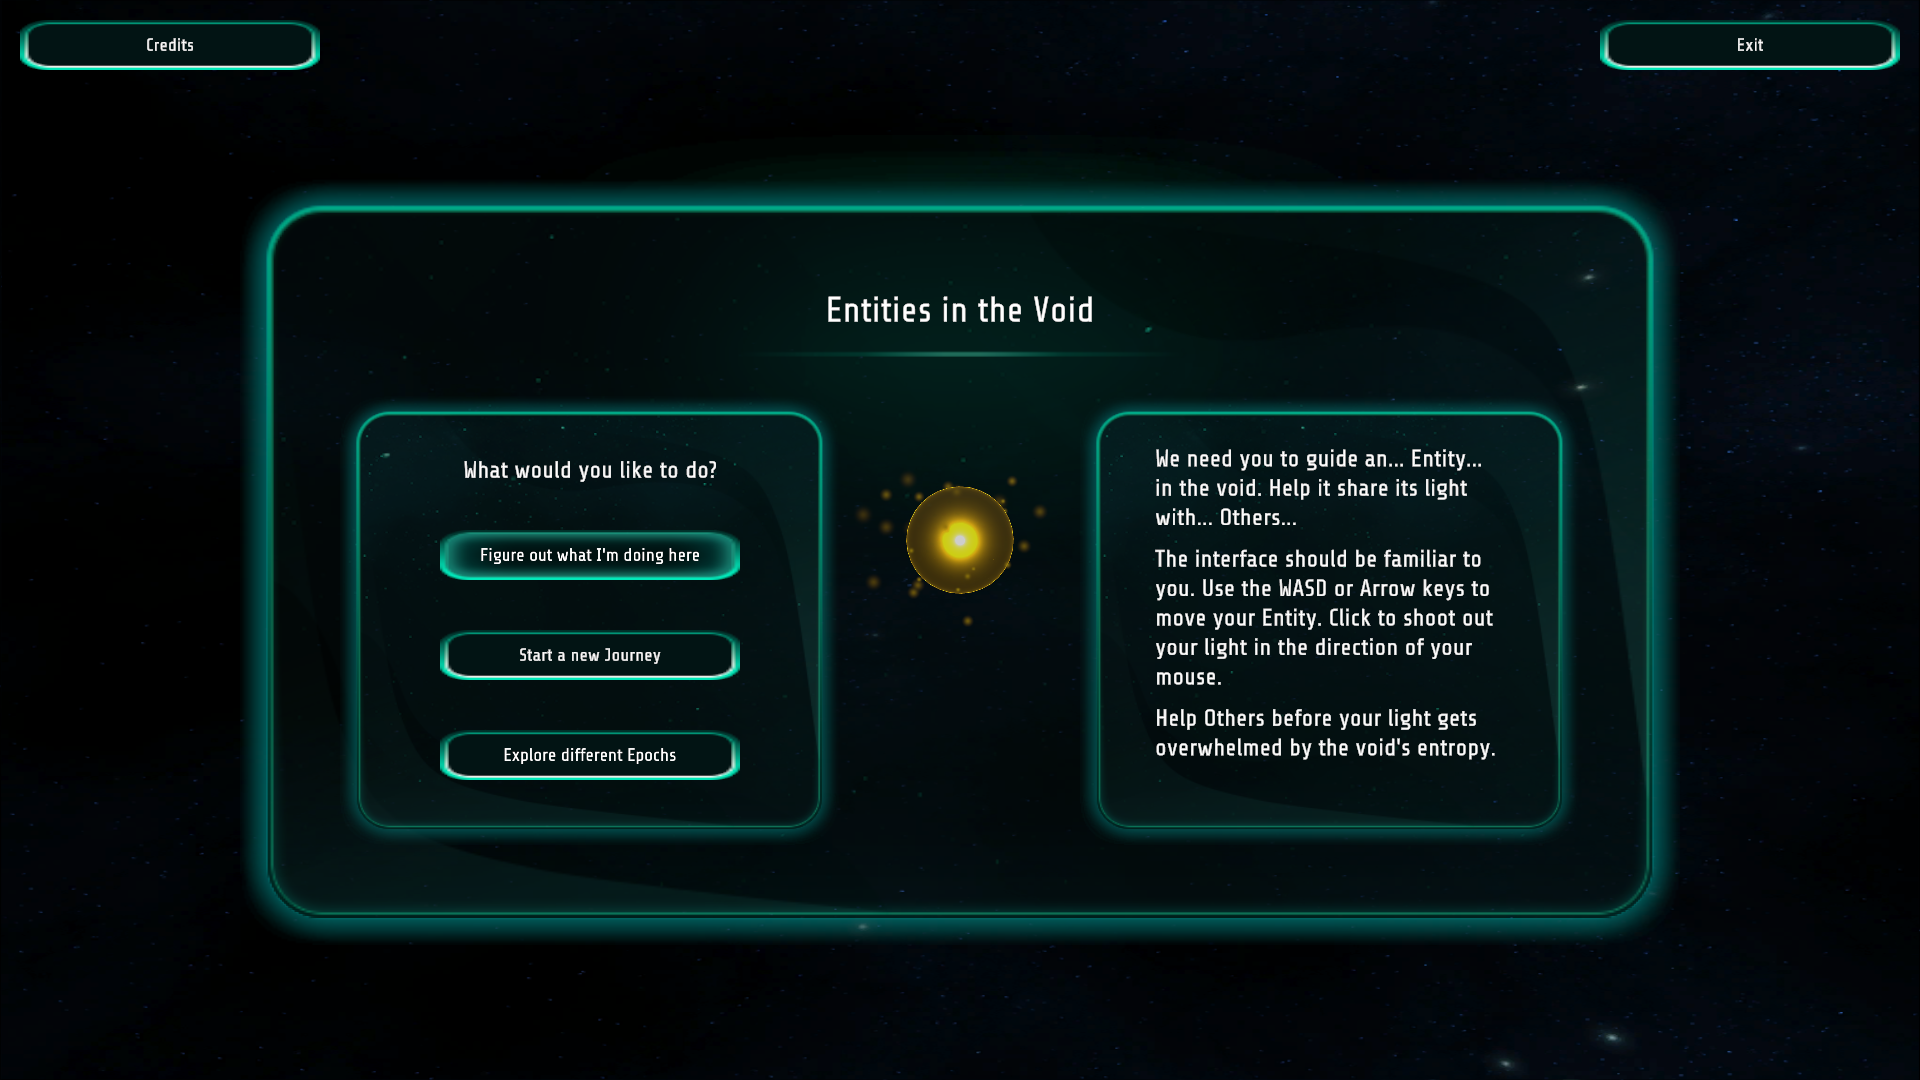 Credits
Exit
Entities in the Void
What would you like to do?
Figure out what I'm doing here
Start a new Journey
Explore different Epochs
We need you to guide an... Entity...
in the void. Help it share its light
with... Others...
The interface should be familiar to
you. Use the WASD or Arrow keys to
move your Entity. Click to shoot out
your light in the direction of your
mouse.
Help Others before your light gets
overwhelmed by the void's entropy.